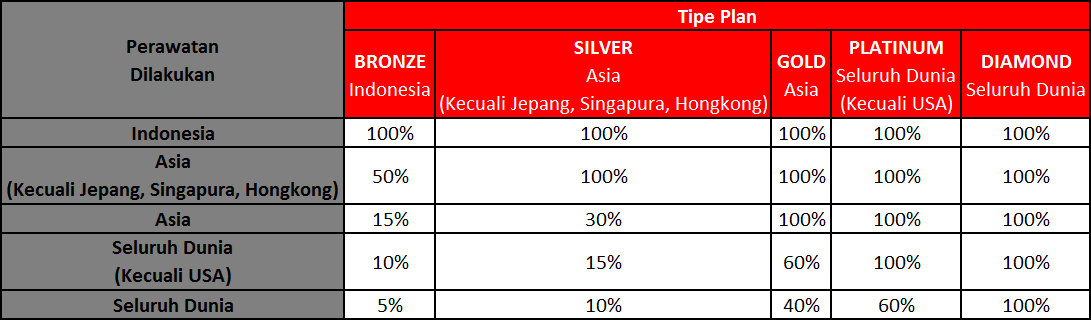 Perawatan
Dilakukan
Tipe Plan
BRONZE
Indonesia
SILVER
Asia
(Kecuali Jepang, Singapura, Hongkong)
GOLD
Asia
PLATINUM
Seluruh Dunia
(Kecuali USA)
DIAMOND
Seluruh Dunia
Indonesia 100% 100% 100% 100% 100%
Asia
(Kecuali Jepang, Singapura, Hongkong) 50% 100% 100% 100% 100%
Asia 15% 30% 100% 100% 100%
Seluruh Dunia
(Kecuali USA) 10% 15% 60% 100% 100%
Seluruh Dunia 5% 10% 40% 60% 100%